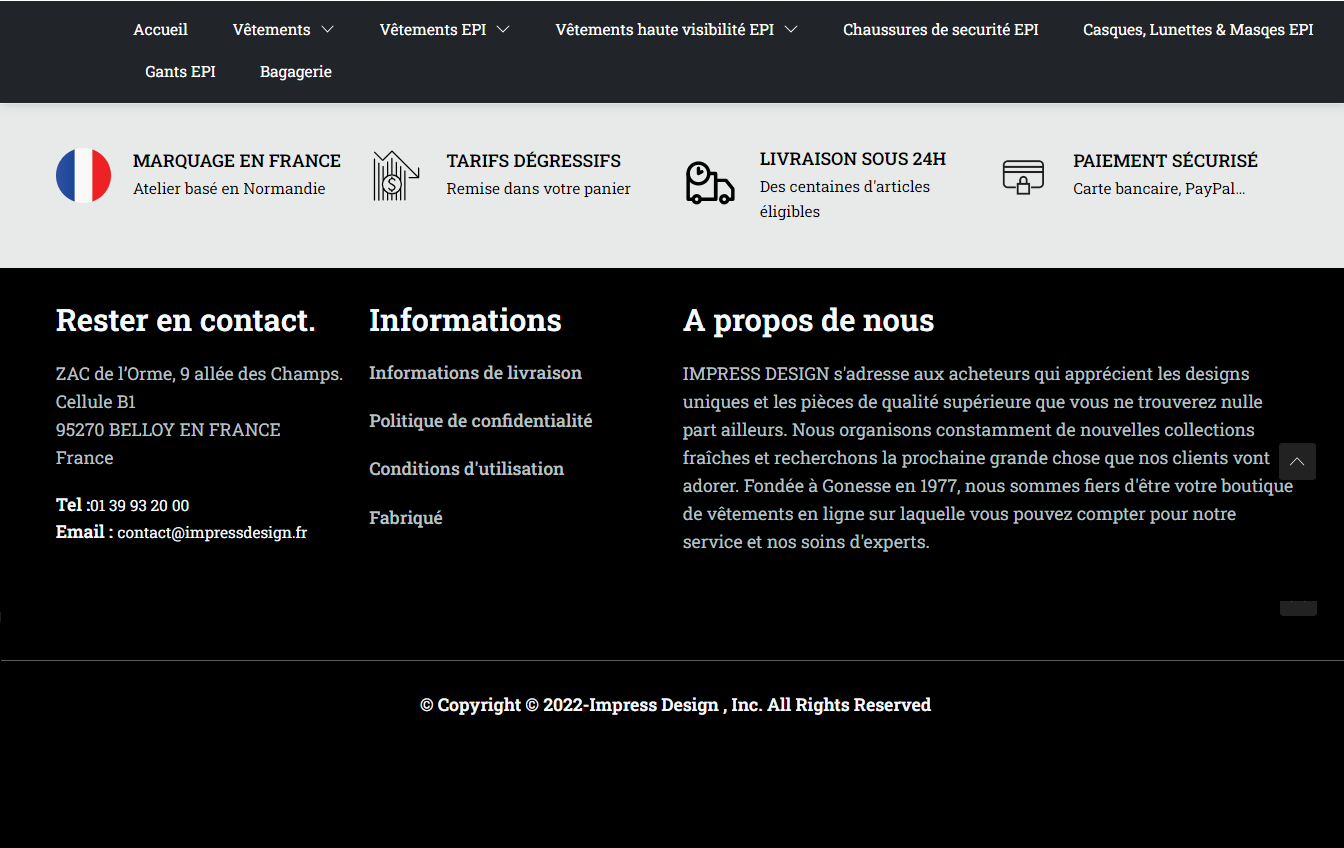 Accueil
Vêtements
Vêtements EPI
Vêtements haute visibilité EPI
Chaussures de securité EPI
Casques, Lunettes & Masqes EPI
Gants EPI
Bagagerie
MARQUAGE EN FRANCE
Atelier basé en Normandie
TARIFS DÉGRESSIFS
Remise dans votre panier
LIVRAISON SOUS 24H
Des centaines d'articles
éligibles
PAIEMENT SÉCURISÉ
Carte bancaire, PayPal...
Rester en contact.
ZAC de l’Orme, 9 allée des Champs.
Cellule B1
95270 BELLOY EN FRANCE
France
Tel :01 39 93 20 00
Email : contact@impressdesign.fr
Informations
Informations de livraison
Politique de confidentialité
Conditions d'utilisation
Fabriqué
A propos de nous
IMPRESS DESIGN s'adresse aux acheteurs qui apprécient les designs
uniques et les pièces de qualité supérieure que vous ne trouverez nulle
part ailleurs. Nous organisons constamment de nouvelles collections
fraîches et recherchons la prochaine grande chose que nos clients vont
adorer. Fondée à Gonesse en 1977, nous sommes fiers d'être votre boutique
de vêtements en ligne sur laquelle vous pouvez compter pour notre
service et nos soins d'experts.
© Copyright © 2022-Impress Design , Inc. All Rights Reserved